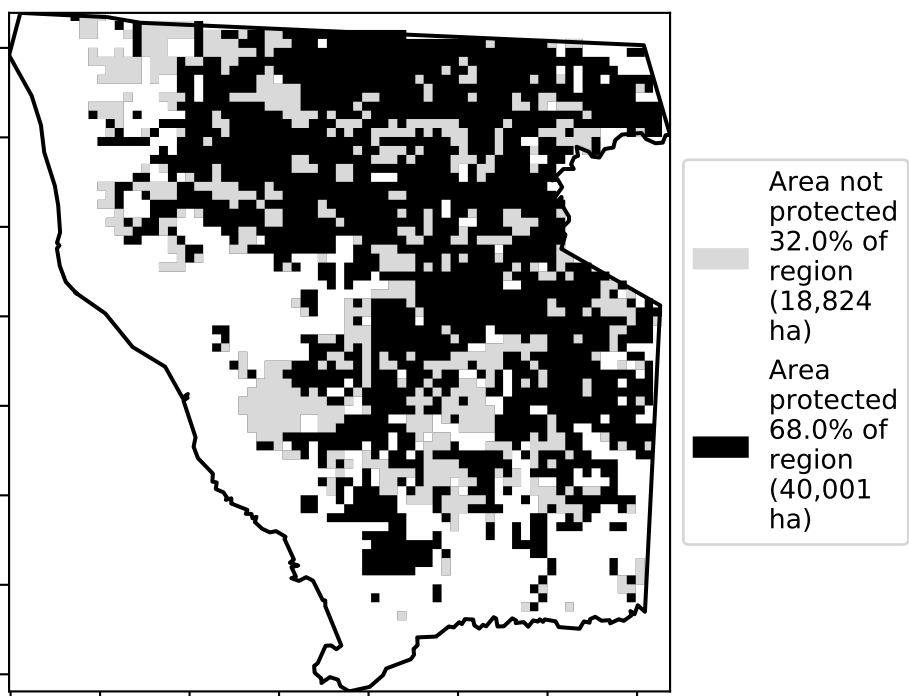 Area not
protected
32.0% of
region
(18,824
ha)
Area
protected
68.0% of
region
(40,001
ha)